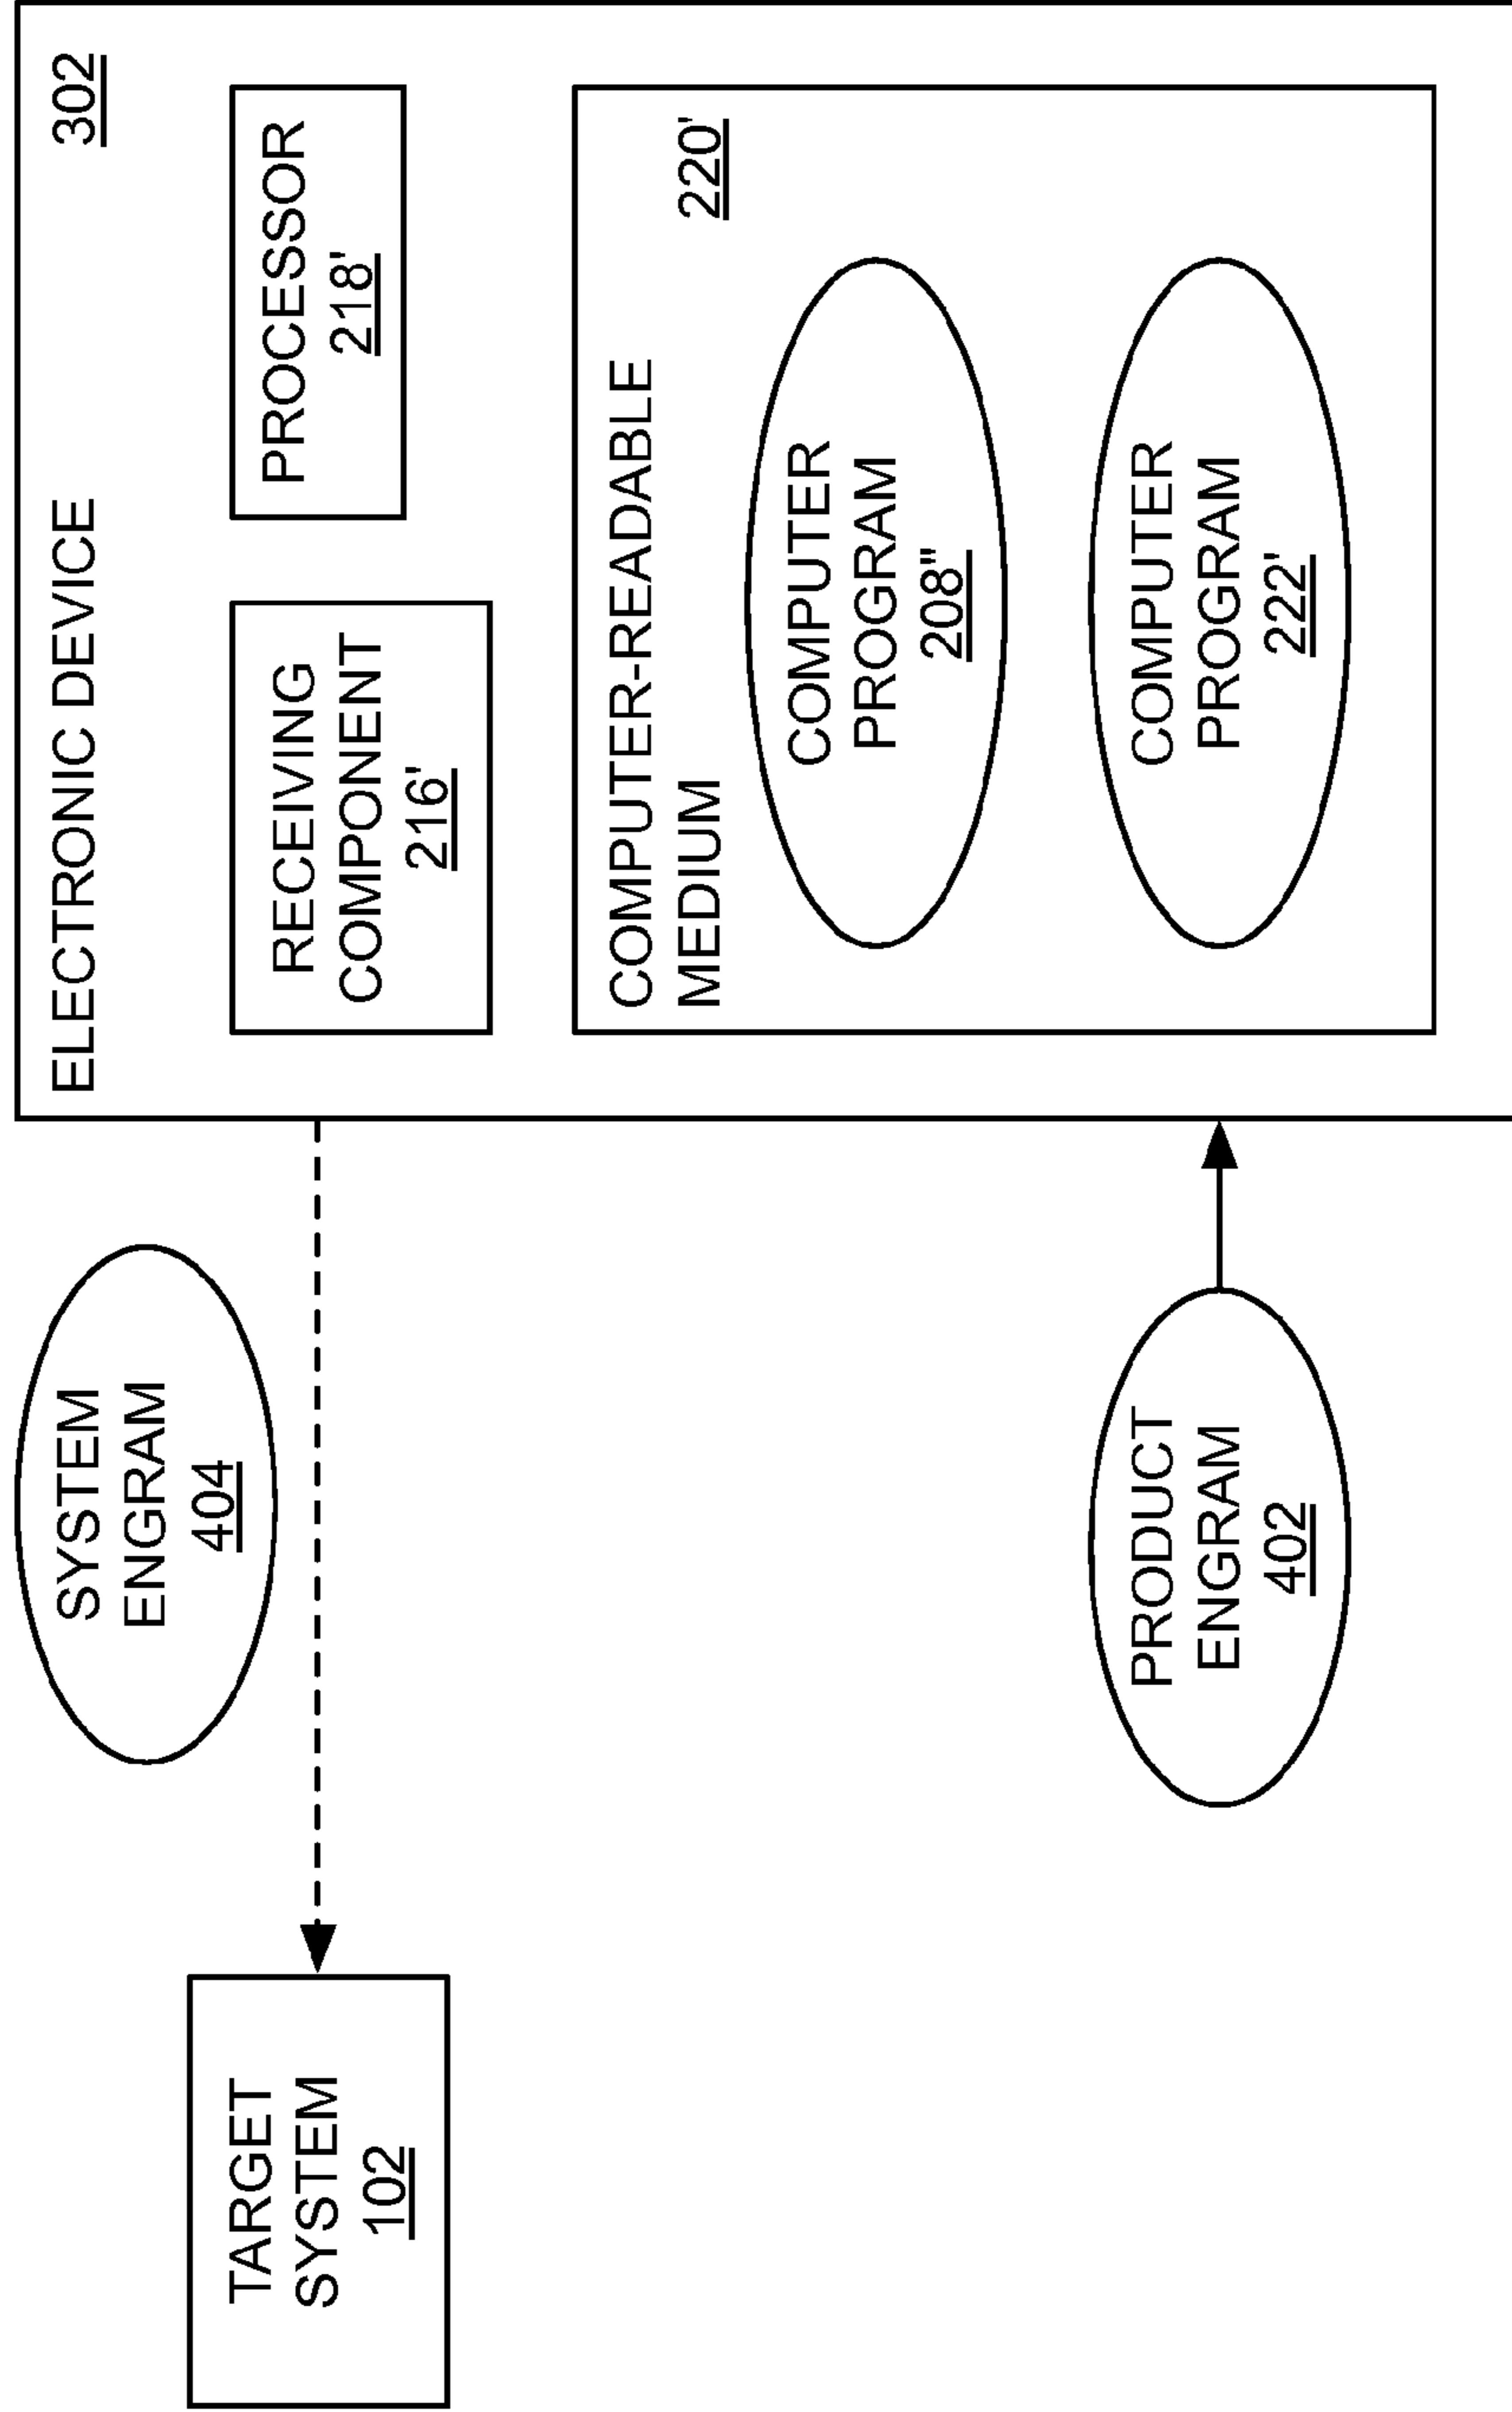 TARGET
SYSTEM
102
SYSTEM
ENGRAM
404
PRODUCT
ENGRAM
402
ELECTRONIC DEVICE
302
RECEIVING
COMPONENT
216'
PROCESSOR
218'
COMPUTER-READABLE
MEDIUM
220'
COMPUTER
PROGRAM
208"
COMPUTER
PROGRAM
222'